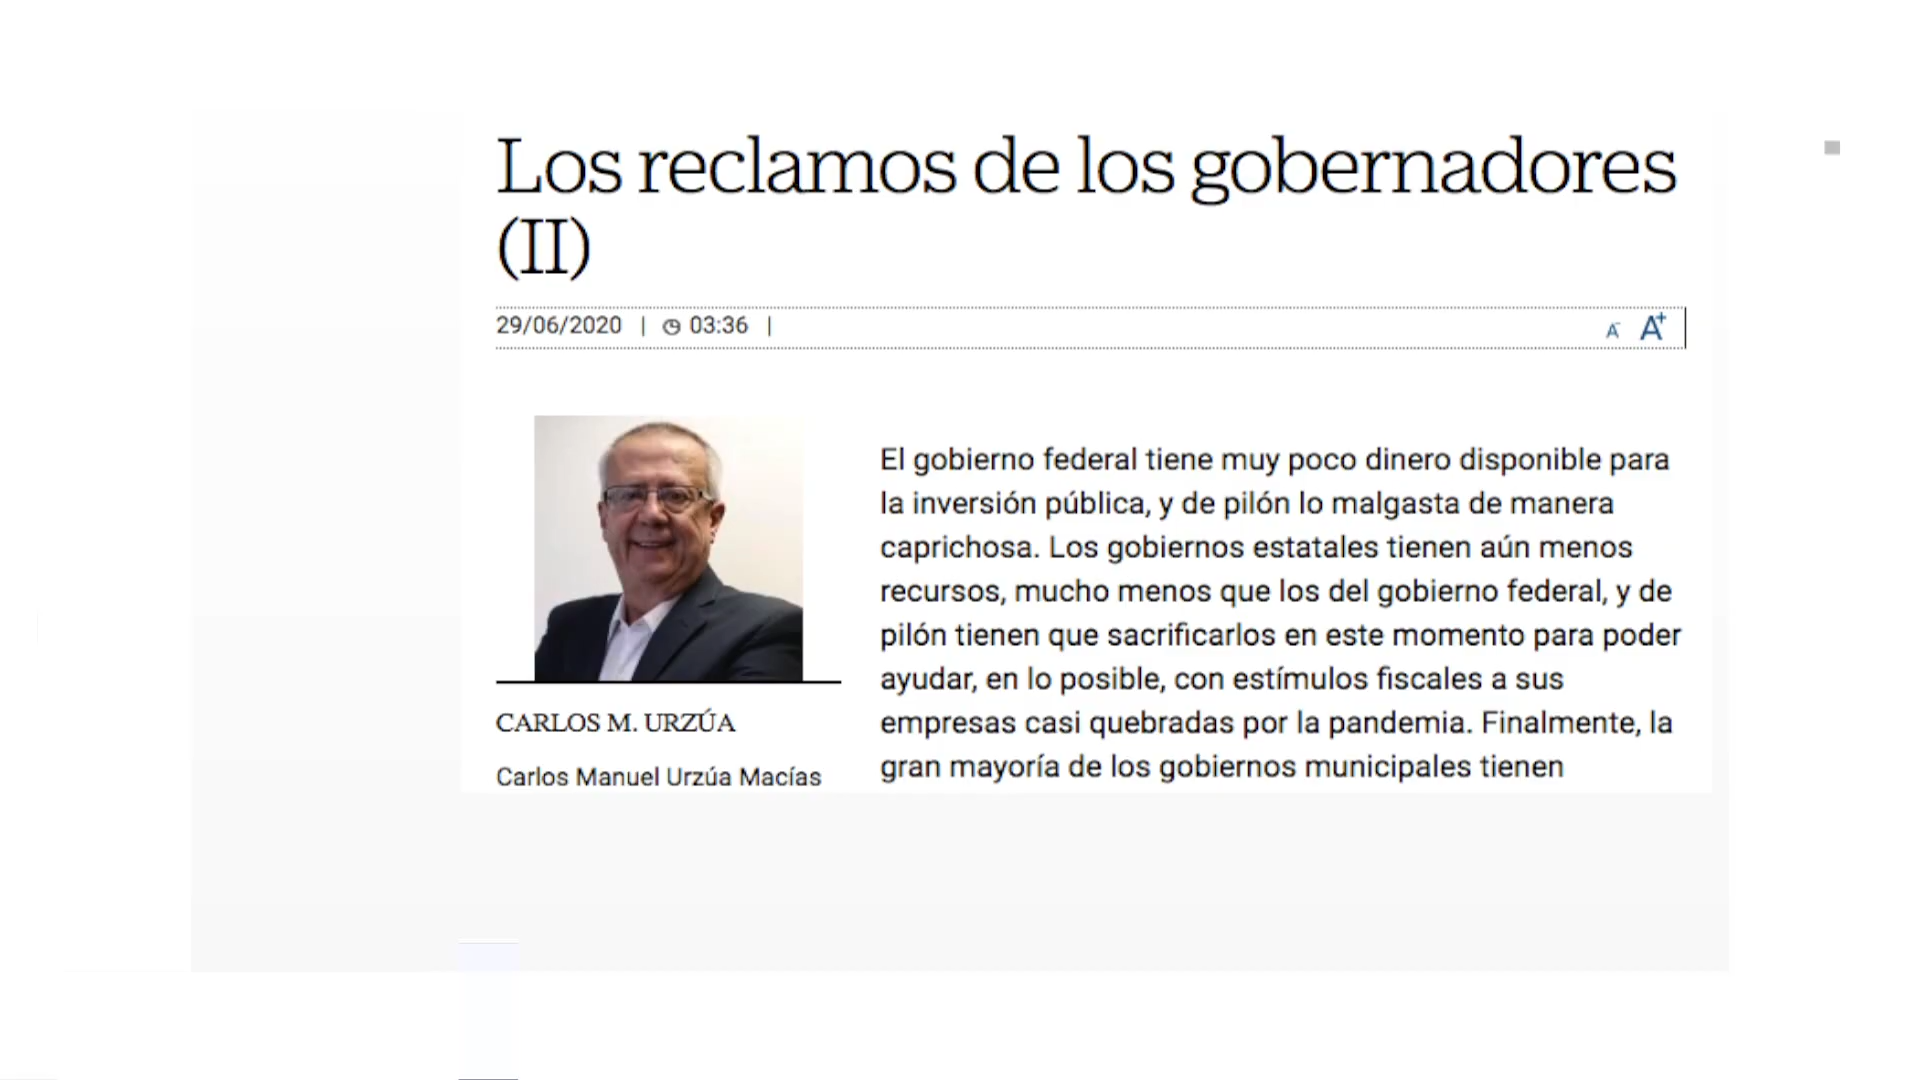 Los reclamos de los gobernadores
(II)
29/06/2020 | 03:36 |
A- A+
CARLOS M. URZÚA
Carlos Manuel Urzúa Macías
El gobierno federal tiene muy poco dinero disponible para
la inversión pública, y de pilón lo malgasta de manera
caprichosa. Los gobiernos estatales tienen aún menos
recursos, mucho menos que los del gobierno federal, y de
pilón tienen que sacrificarlos en este momento para poder
ayudar, en lo posible, con estímulos fiscales a sus
empresas casi quebradas por la pandemia. Finalmente, la
gran mayoría de los gobiernos municipales tienen